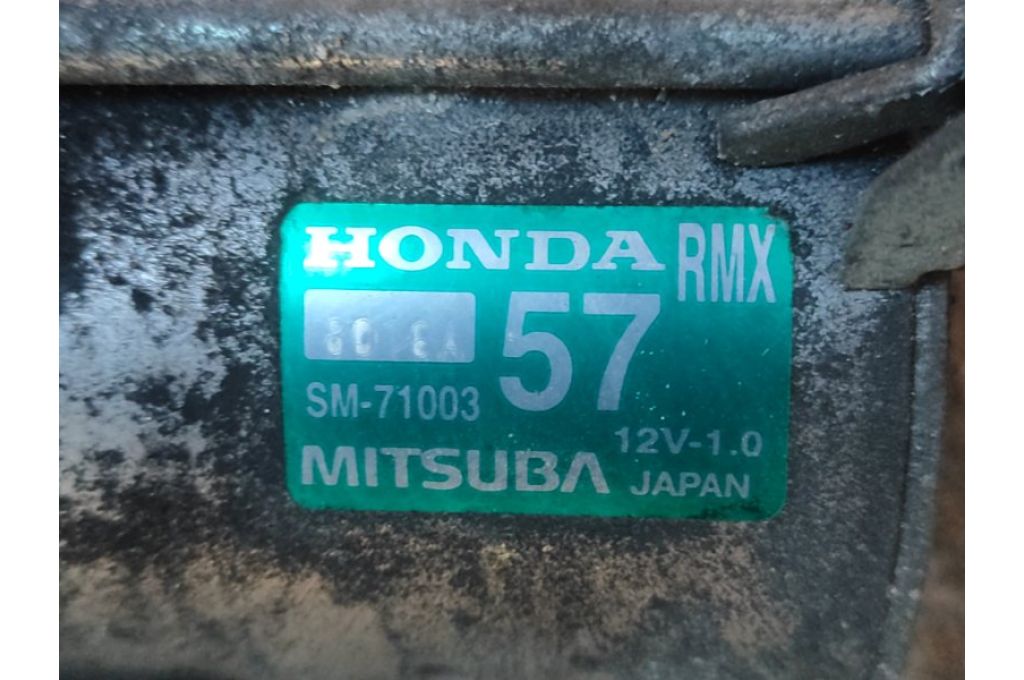 HONDA RMX
57
SM-71003
12V-1.0
MITSUBA JAPAN